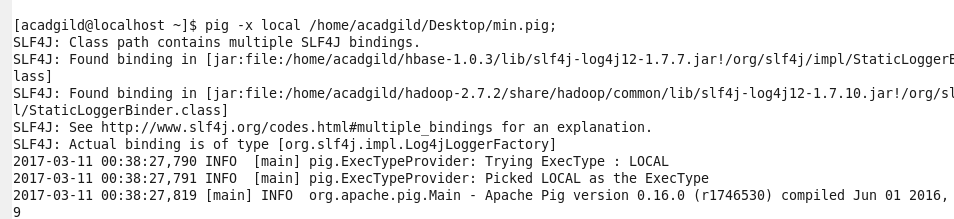 [acadgild@localhost ~]$ pig -x local /home/acadgild/Desktop/min.pig;
SLF4J: Class path contains multiple SLF4J bindings.
SLF4J: Found binding in [jar:file:/home/acadgild/hbase-1.0.3/lib/slf4j-log4j12-1.7.7.jar!/org/slf4j/impl/StaticLoggerB
lass]
SLF4J: Found binding in [jar:file:/home/acadgild/hadoop-2.7.2/share/hadoop/common/lib/slf4j-log4j12-1.7.10.jar!/org/sl
l/StaticLoggerBinder.class]
SLF4J: See http://www.slf4j.org/codes.html#multiple_bindings for an explanation.
SLF4J: Actual binding is of type [org.slf4j.impl.Log4jLoggerFactory]
2017-03-11 00:38:27,790 INFO  [main] pig.ExecTypeProvider: Trying ExecType : LOCAL
2017-03-11 00:38:27,791 INFO  [main] pig.ExecTypeProvider: Picked LOCAL as the ExecType
2017-03-11 00:38:27,819 [main] INFO  org.apache.pig.Main - Apache Pig version 0.16.0 (r1746530) compiled Jun 01 2016,
9